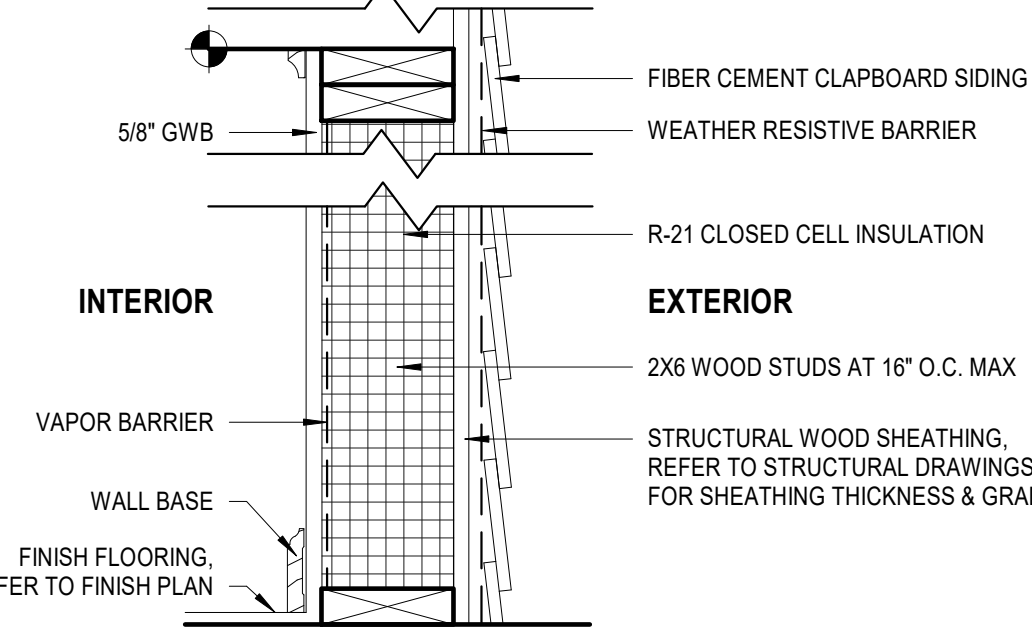 FIBER CEMENT CLAPBOARD SIDING
5/8" GWB
WEATHER RESISTIVE BARRIER
R-21 CLOSED CELL INSULATION
INTERIOR
EXTERIOR
2X6 WOOD STUDS AT 16" O.C. MAX
VAPOR BARRIER
STRUCTURAL WOOD SHEATHING,
REFER TO STRUCTURAL DRAWINGS
FOR SHEATHING THICKNESS &
WALL BASE
FINISH FLOORING,
TO FINISH PLAN